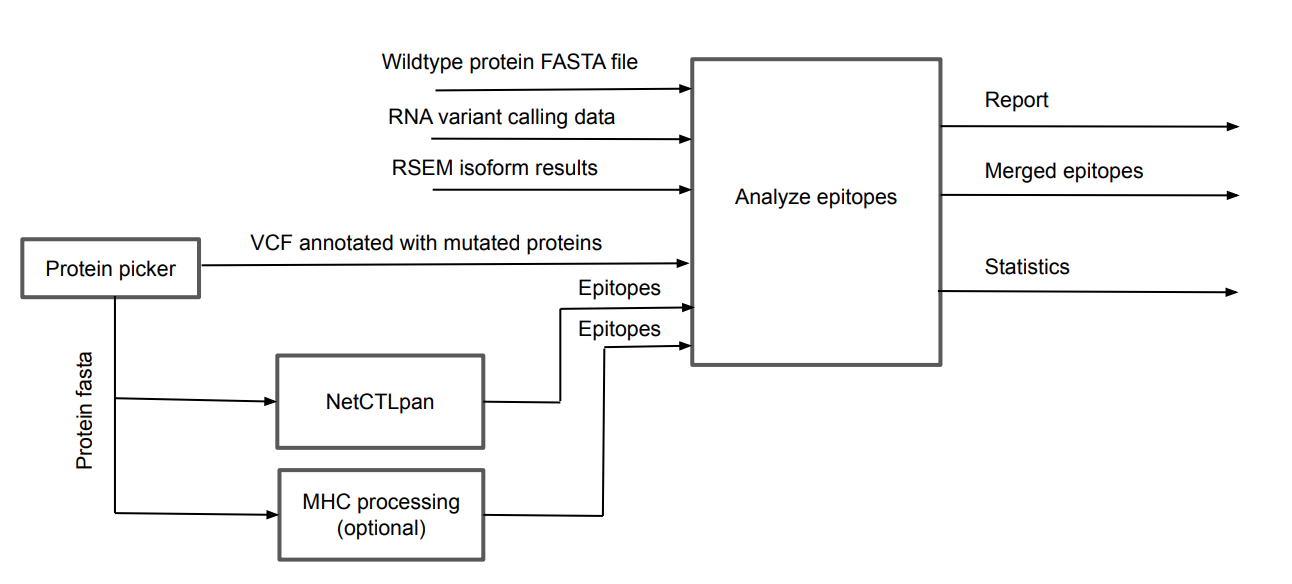 Wildtype protein FASTA file
RNA variant calling data
RSEM isoform results
VCF annotated with mutated proteins
Protein picker
Epitopes
Epitopes
Protein fasta
NetCTLpan
MHC processing
(optional)
Analyze epitopes
Report
Merged epitopes
Statistics